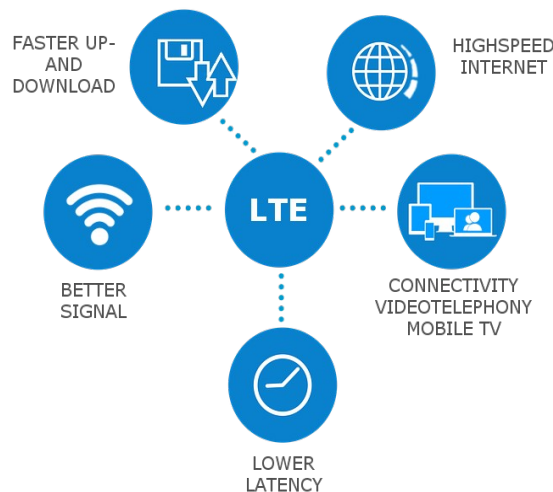 FASTER UP-
AND
DOWNLOAD
HIGHSPEED
INTERNET
LTE
BETTER
SIGNAL
CONNECTIVITY
VIDEOTELEPHONY
MOBILE TV
LOWER
LATENCY